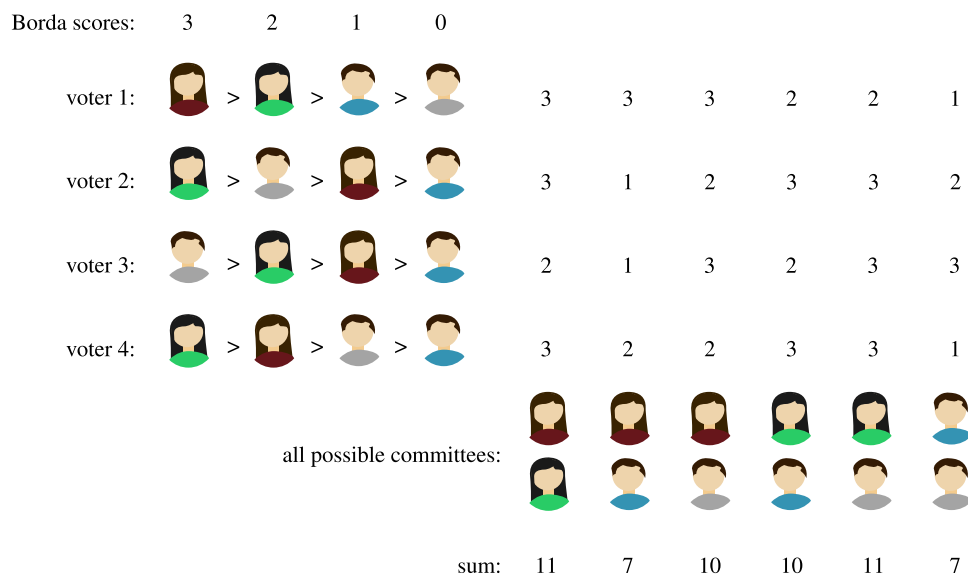 Borda scores: 3 2 1 0
voter 1: > > > 3 3 3 2 2 1
voter 2: > > > 3 1 2 3 3 2
voter 3: > > > 2 1 3 2 3 3
voter 4: > > > 3 2 2 3 3 1
all possible committees:
sum: 11 7 10 10 11 7